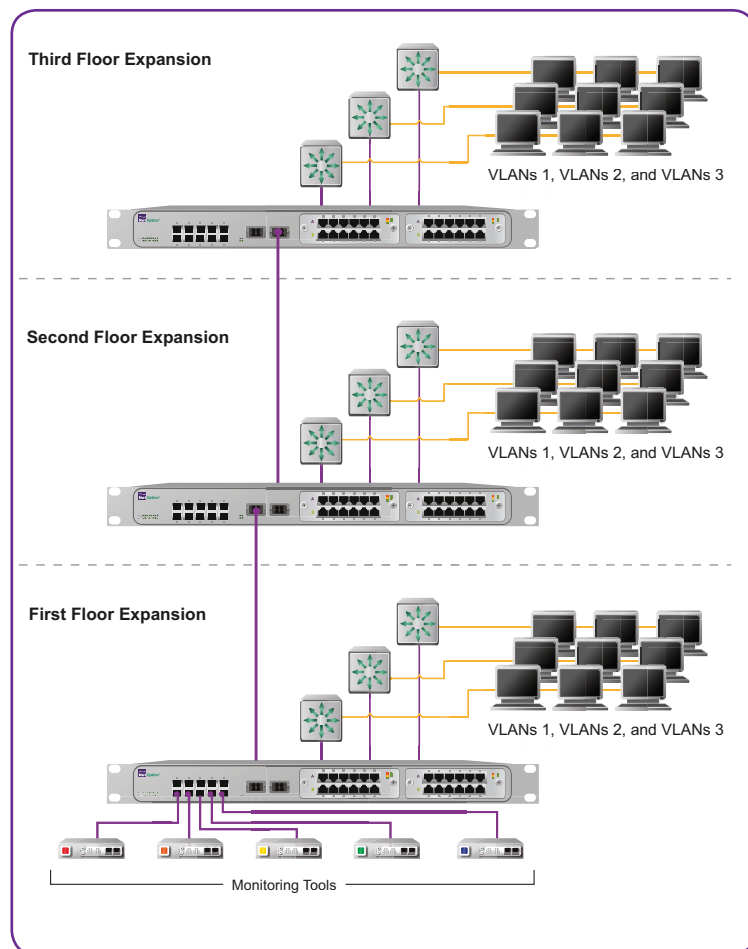 Third Floor Expansion
VLANs 1, VLANs 2, and VLANs 3
Second Floor Expansion
VLANs 1, VLANs 2, and VLANs 3
First Floor Expansion
VLANs 1, VLANs 2, and VLANs 3
Monitoring Tools